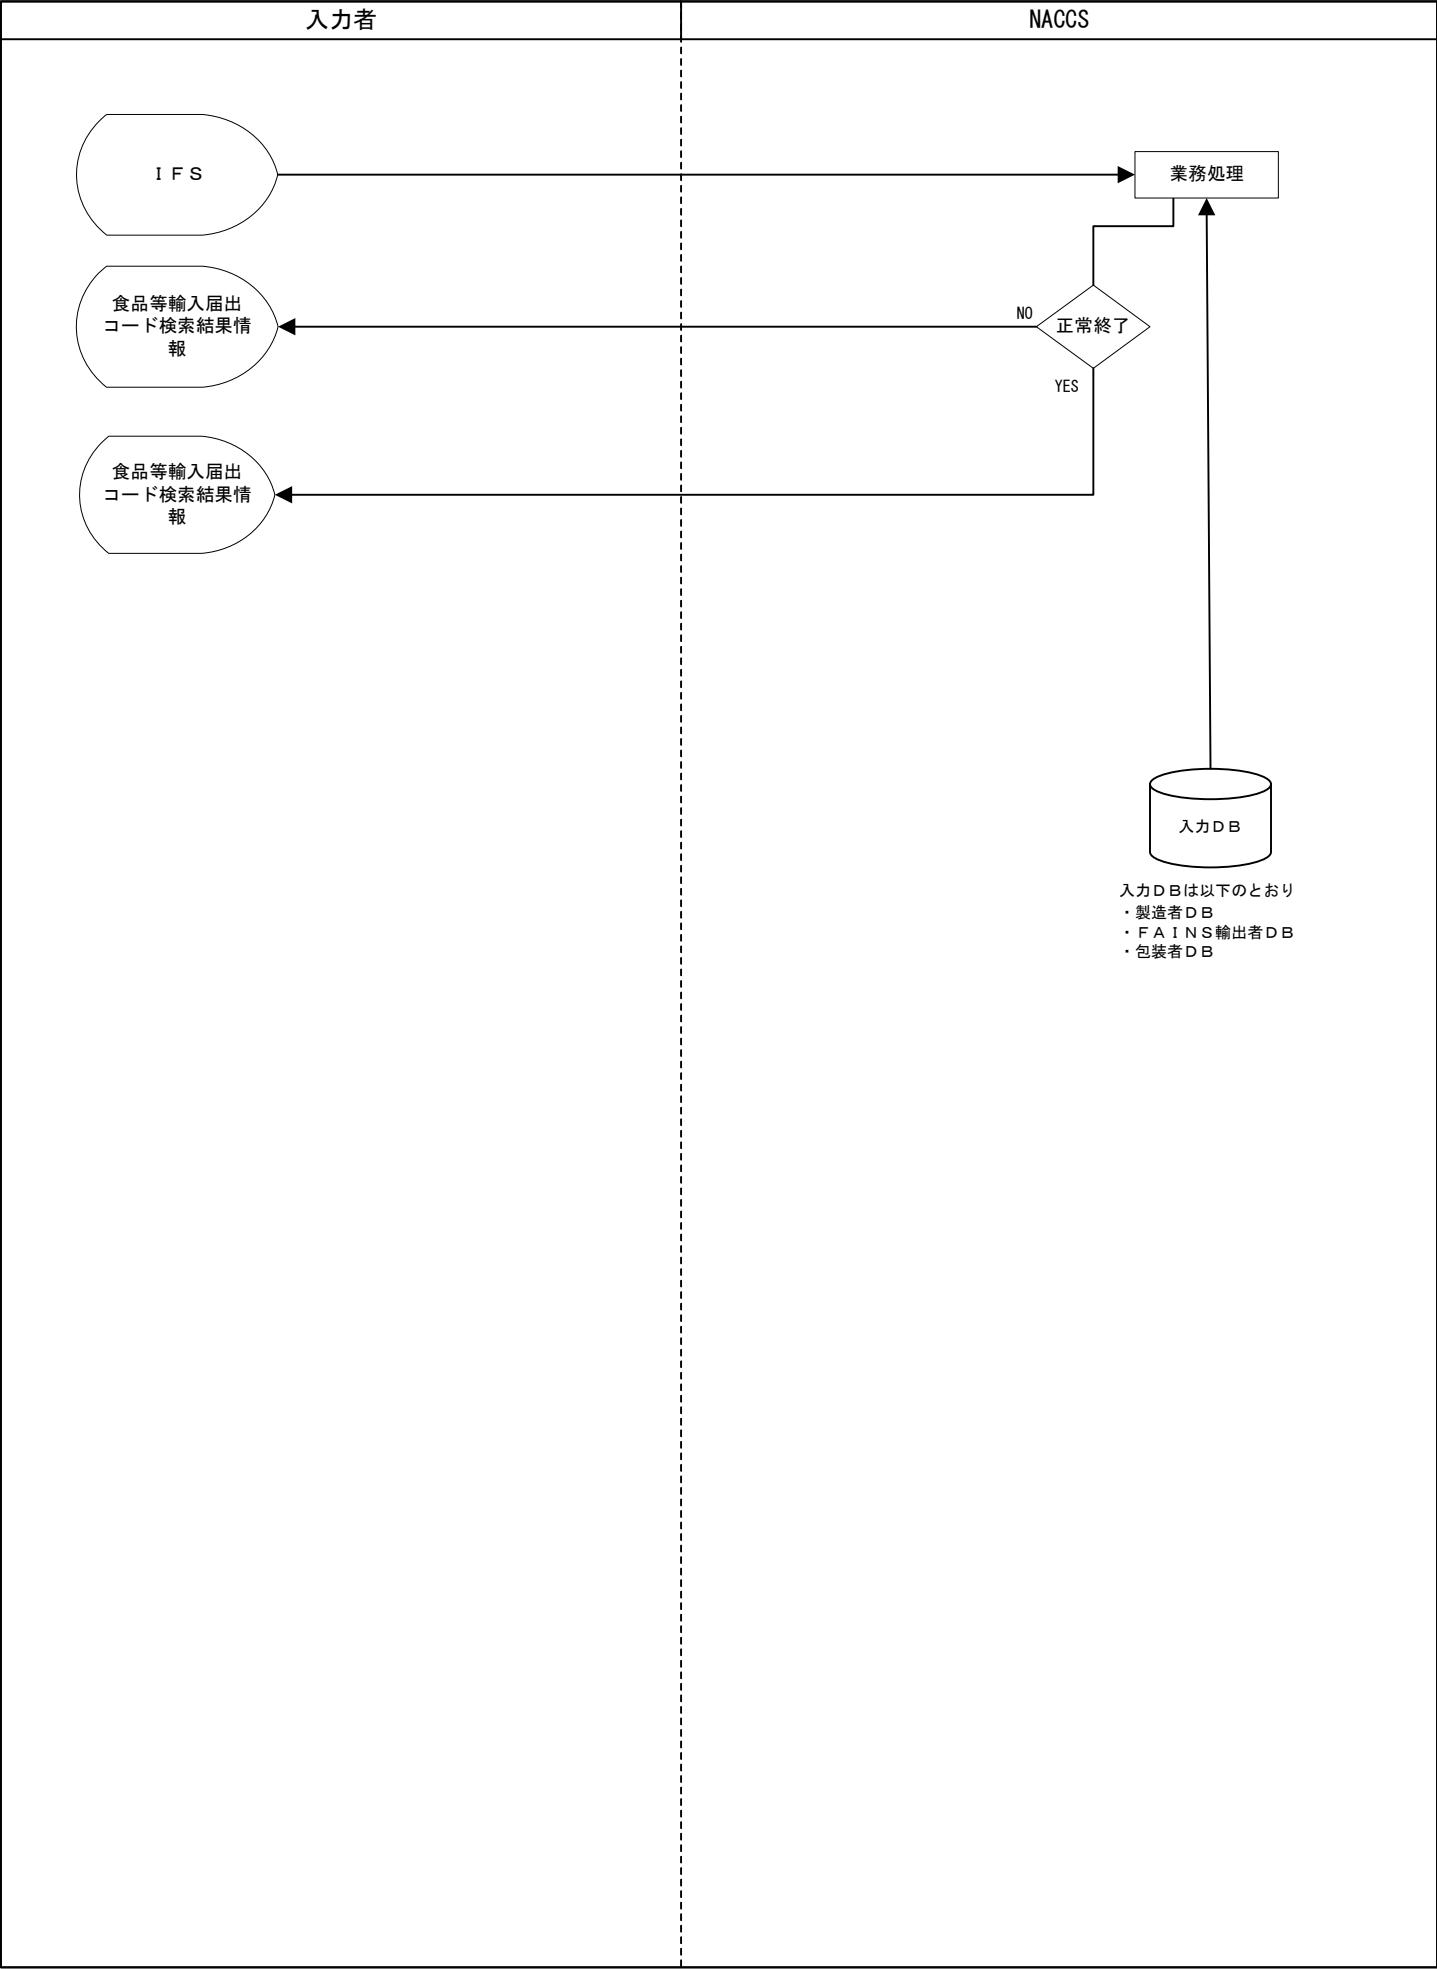 入力者
NACCS
ＩＦＳ
業務処理
食品等輸入届出
コード検索結果情
報
NO
正常終了
YES
食品等輸入届出
コード検索結果情
報
入力ＤＢ
入力ＤＢは以下のとおり
・製造者ＤＢ
・ＦＡＩＮＳ輸出者ＤＢ
・包装者ＤＢ